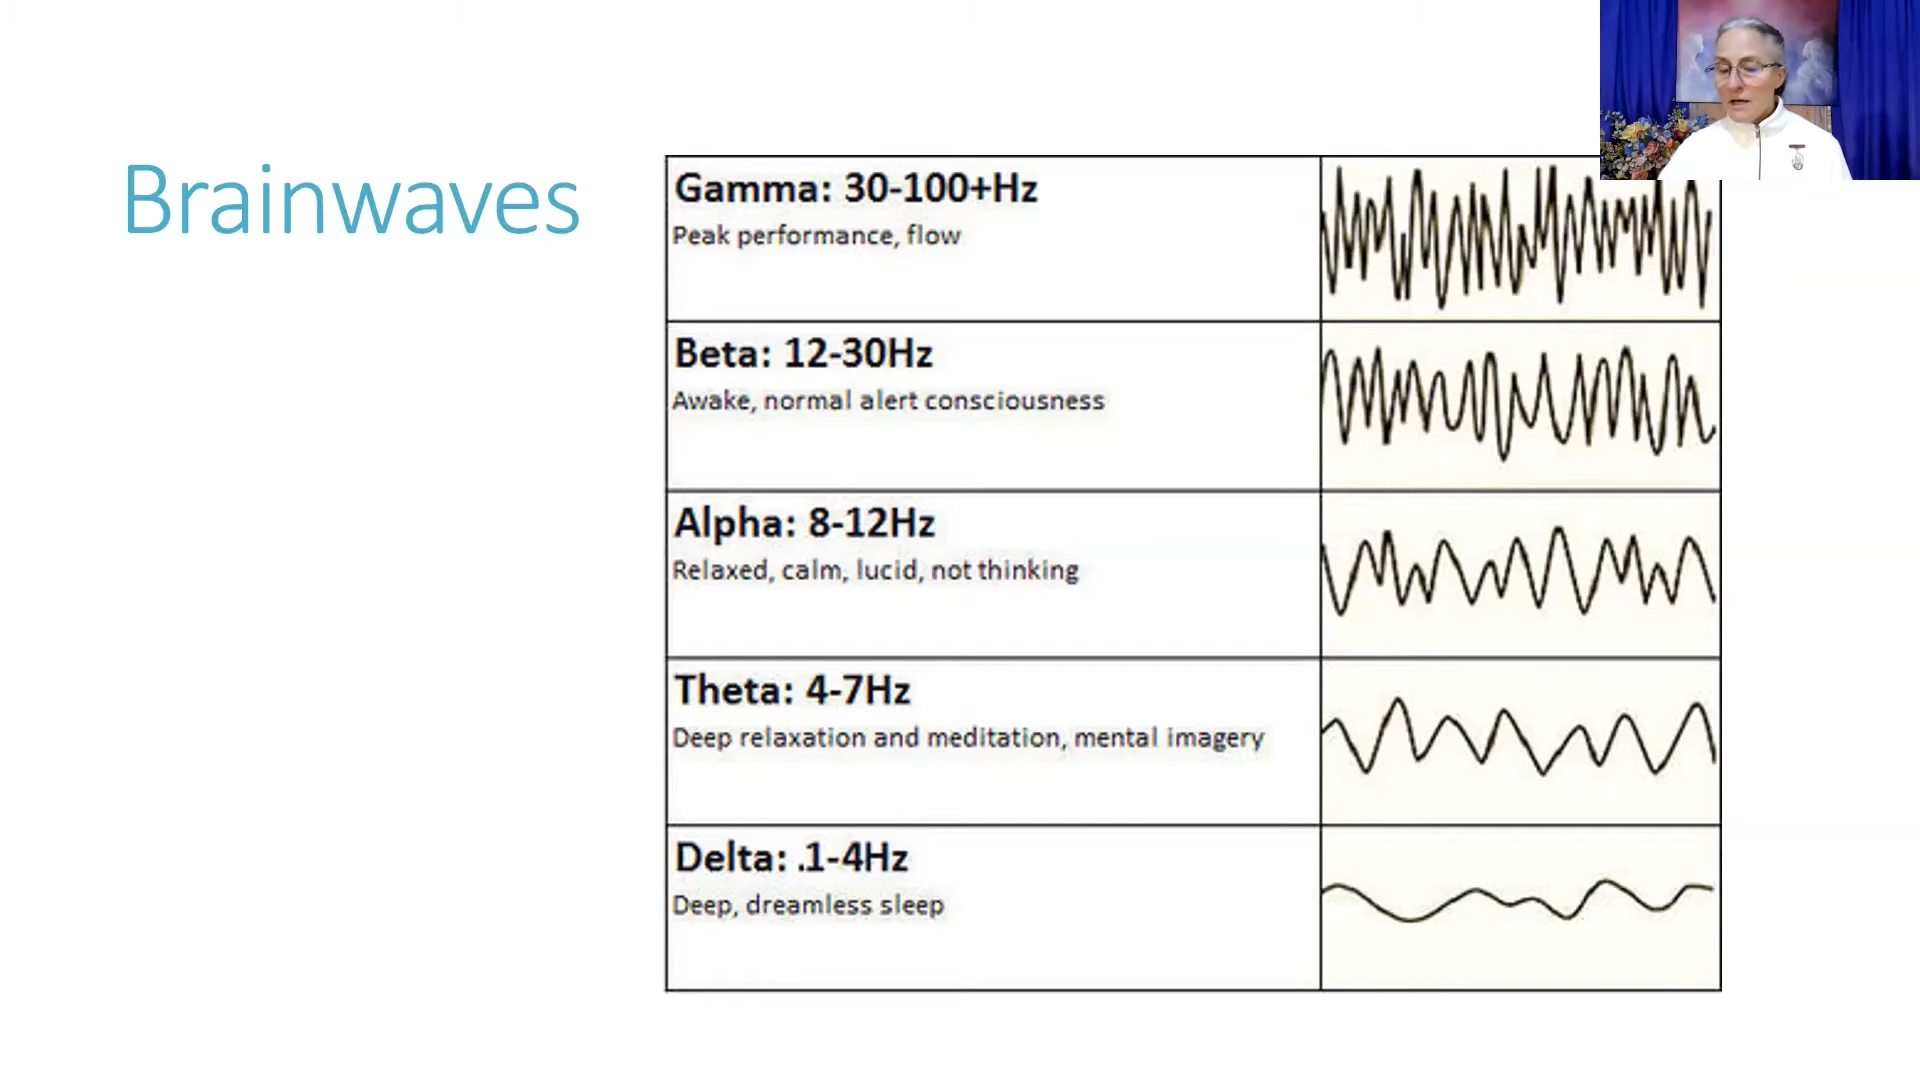 Brainwaves
Gamma: 30-100+Hz
Peak performance, flow
Beta: 12-30Hz
Awake, normal alert consciousness
Alpha: 8-12Hz
Relaxed, calm, lucid, not thinking
Theta: 4-7Hz
Deep relaxation and meditation, mental imagery
Delta: .1-4Hz
Deep, dreamless sleep